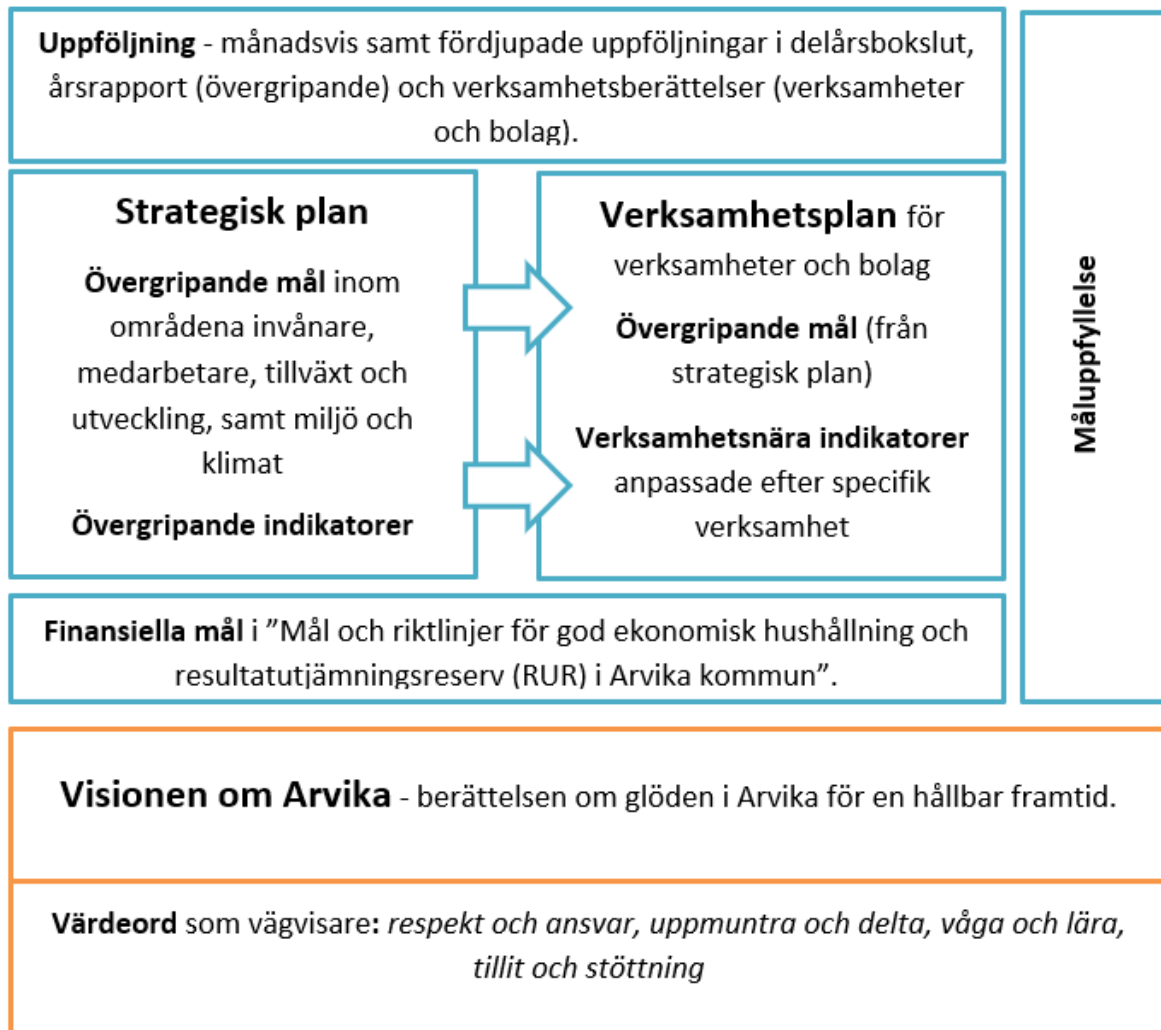 Uppföljning - månadsvis samt fördjupade uppföljningar i delårsbokslut,
årsrapport (övergripande) och verksamhetsberättelser (verksamheter
och bolag).
Strategisk plan
Övergripande mål inom
områdena invånare,
medarbetare, tillväxt och
utveckling, samt miljö och
klimat
Övergripande indikatorer
Verksamhetsplan för
verksamheter och bolag
Övergripande mål (från
strategisk plan)
Verksamhetsnära indikatorer
anpassade efter specifik
verksamhet
Finansiella mål i ”Mål och riktlinjer för god ekonomisk hushållning och
resultatutjämningsreserv (RUR) i Arvika kommun”.
Måluppfyllelse
Visionen om Arvika - berättelsen om glöden i Arvika för en hållbar framtid.
Värdeord som vägvisare: respekt och ansvar, uppmuntra och delta, våga och lära,
tillit och stöttning